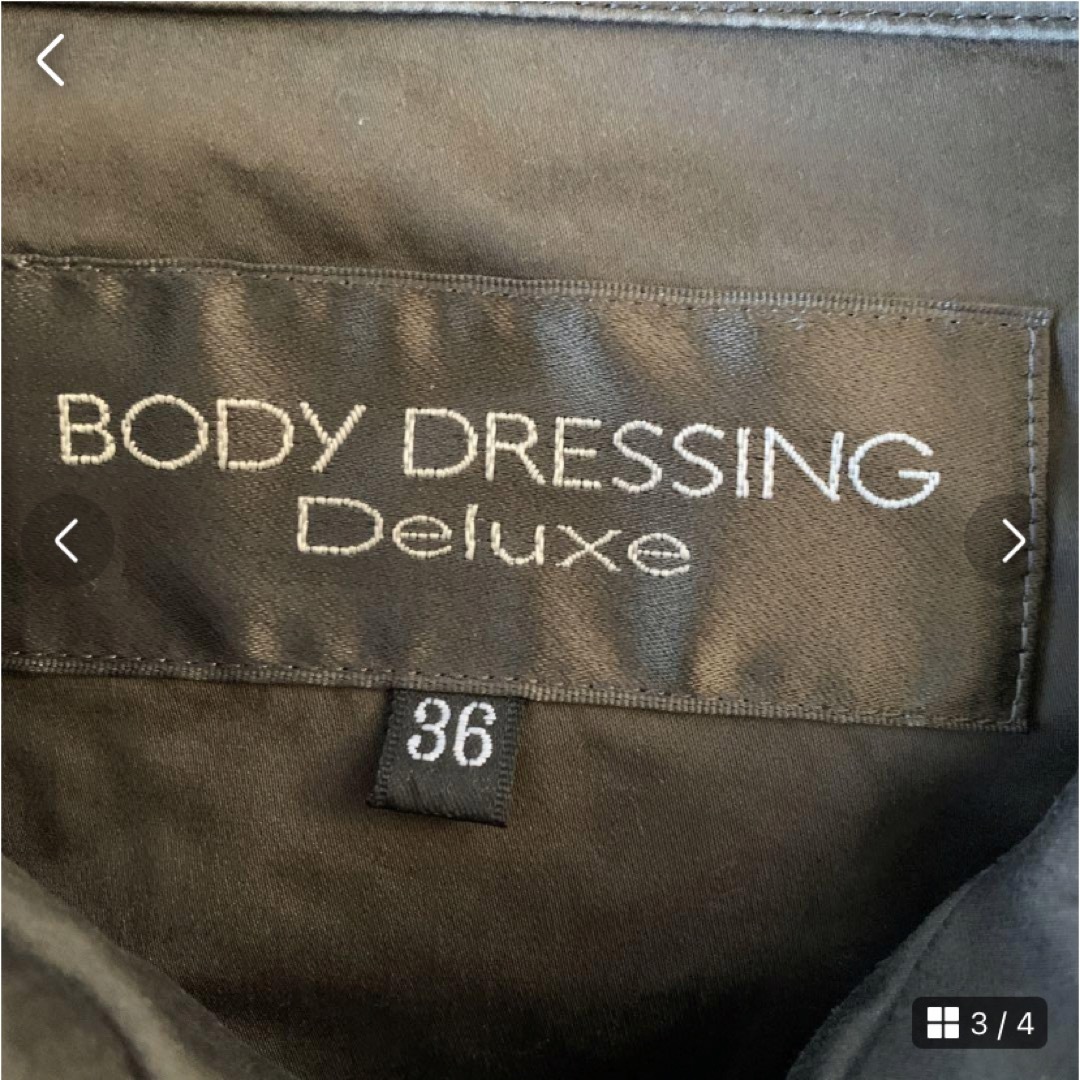 BODY DRESSING
Deluxe
36
3 / 4